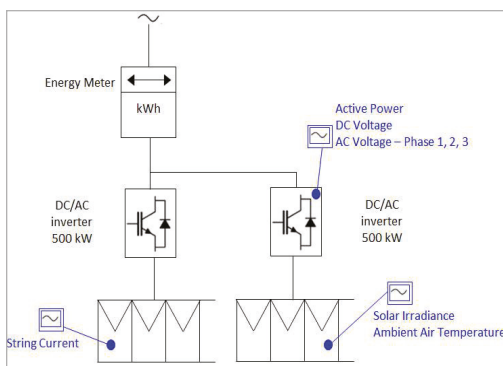 Energy Meter
kWh
Active Power
DC Voltage
AC Voltage – Phase 1, 2, 3
DC/AC
inverter
500 kW
DC/AC
inverter
500 kW
String Current
Solar Irradiance
Ambient Air Temperature